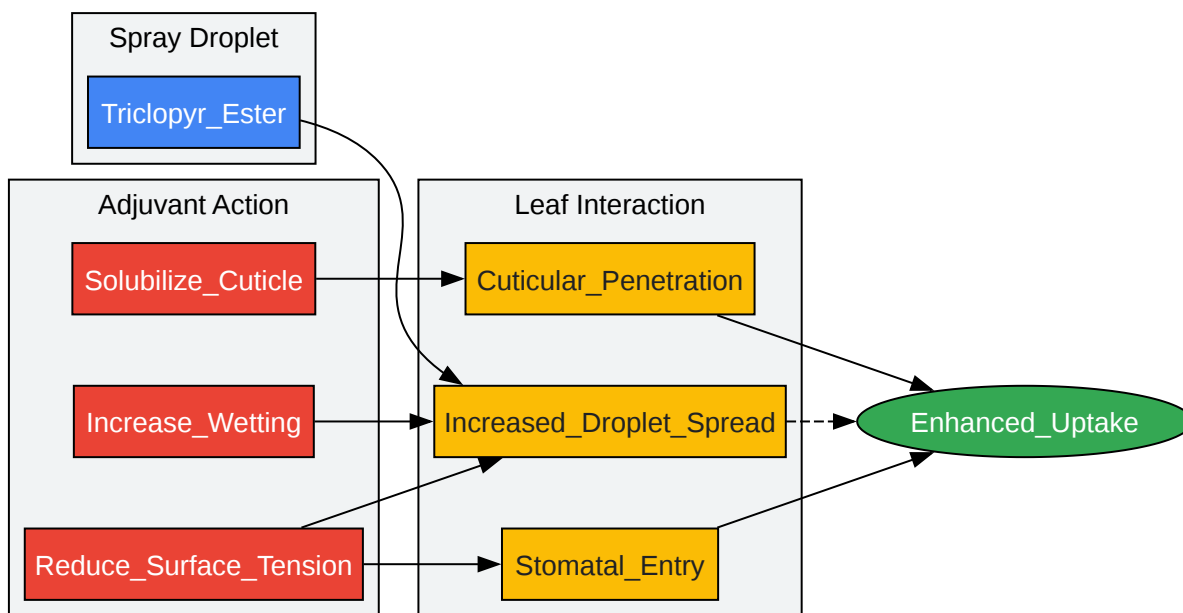 Spray Droplet
Triclopyr_Ester
Adjuvant Action
Solubilize_Cuticle
Increase_Wetting
Reduce_Surface_Tension
Leaf Interaction
Cuticular_Penetration
Increased_Droplet_Spread
Stomatal_Entry
Enhanced_Uptake